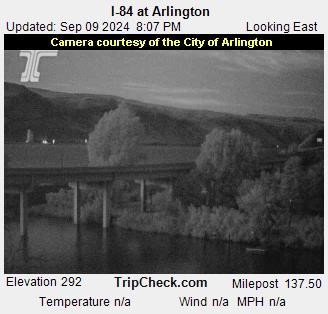 I-84 at Arlington
Updated: Sep 09 2024 8:07 PM Looking East
Camera courtesy of the City of Arlington
Elevation 292 TripCheck.com Milepost 137.50
Temperature n/a Wind n/a MPH n/a